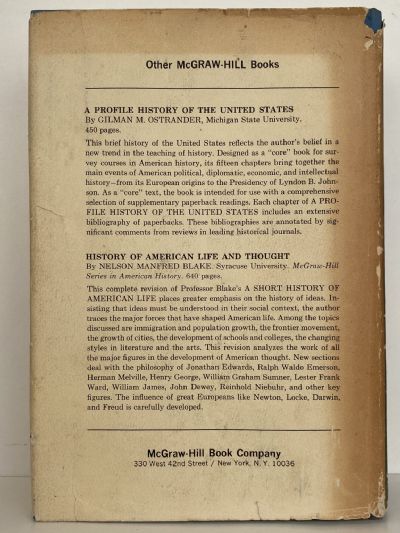 Other McGRAW-HILL Books
A PROFILE HISTORY OF THE UNITED STATES
By GILMAN M. OSTRANDER, Michigan State University.
450 pages.
This brief history of the United States reflects the author's belief in a
new trend in the teaching of history. Designed as a "core" book for sur-
vey courses in American history, its fifteen chapters bring together the
main events of American political, diplomatic, economic, and intellectual
history—from its European origins to the Presidency of Lyndon B. John-
son. As a "core" text, the book is intended for use with a comprehensive
selection of supplementary paperback readings. Each chapter of A PRO-
FILE HISTORY OF THE UNITED STATES includes an extensive
bibliography of paperbacks. These bibliographies are annotated by sig-
nificant comments from reviews in leading historical journals.
HISTORY OF AMERICAN LIFE AND THOUGHT
By NELSON MANFRED BLAKE. Syracuse University. McGraw-Hill
Series in American History. 640 pages.
This complete revision of Professor Blake's A SHORT HISTORY OF
AMERICAN LIFE places greater emphasis on the history of ideas. In-
sisting that ideas must be understood in their social context, the author
traces the major forces that have shaped American life. Among the topics
discussed are immigration and population growth, the frontier movement,
the growth of cities, the development of schools and colleges, the changing
styles in literature and the arts. This revision analyzes the work of all
the major figures in the development of American thought. New sections
deal with the philosophy of Jonathan Edwards, Ralph Waldo Emerson,
Herman Melville, Henry George, William Graham Sumner, Lester Frank
Ward, William James, John Dewey, Reinhold Niebuhr, and other key
figures. The influence of great Europeans like Newton, Locke, Darwin,
and Freud is carefully developed.
McGraw-Hill Book Company
330 West 42nd Street / New York, N. Y. 10036